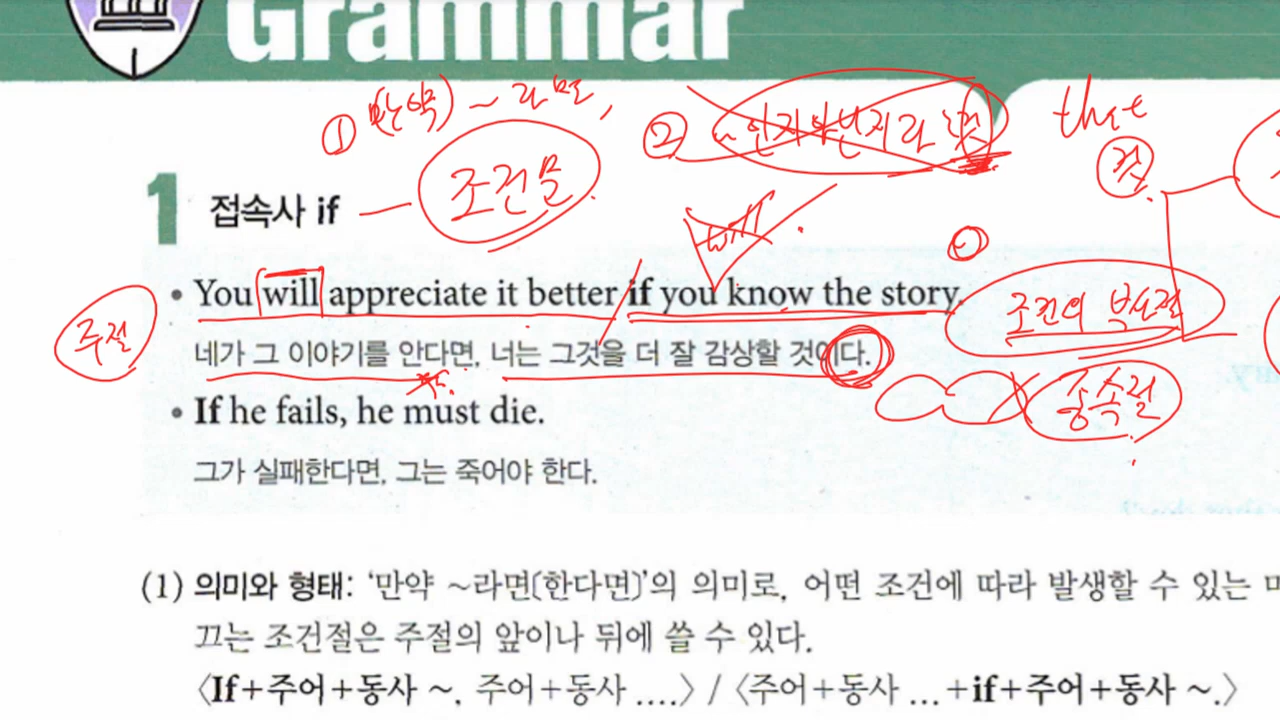 Grammar
① (만약) ~라면, ② ~인지 아닌지라 것 that
조건문 것
1 접속사 if
will
• You will appreciate it better if you know the story.
주절 조건의 부사절
네가 그 이야기를 안다면, 너는 그것을 더 잘 감상할 것이다.
종속절
• If he fails, he must die.
그가 실패한다면, 그는 죽어야 한다.
(1) 의미와 형태: ‘만약 ~라면(한다면)’의 의미로, 어떤 조건에 따라 발생할 수 있는
끄는 조건절은 주절의 앞이나 뒤에 쓸 수 있다.
〈If+주어+동사 ~, 주어+동사 ....〉 / 〈주어+동사 ... +if+주어+동사 ~.〉